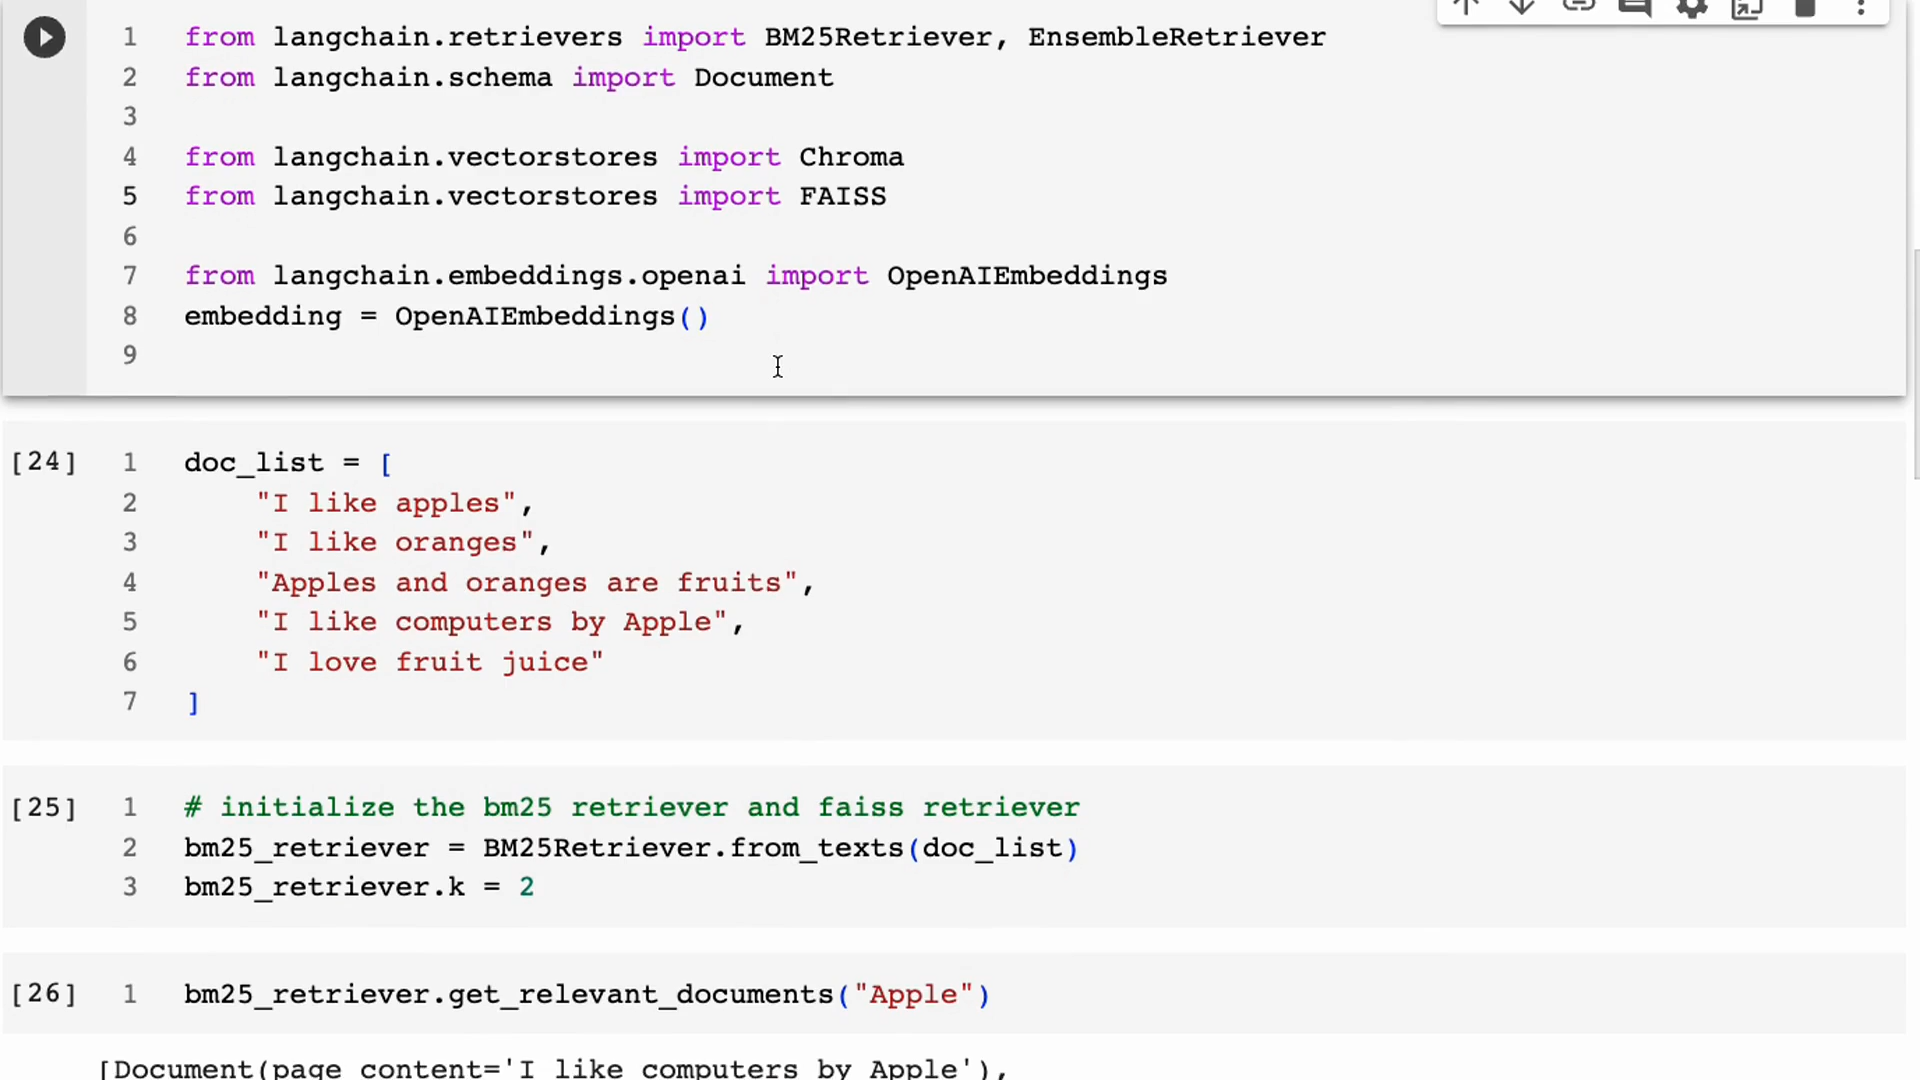 1 from langchain.retrievers import BM25Retriever, EnsembleRetriever
2 from langchain.schema import Document
3
4 from langchain.vectorstores import Chroma
5 from langchain.vectorstores import FAISS
6
7 from langchain.embeddings.openai import OpenAIEmbeddings
8 embedding = OpenAIEmbeddings()
9
[24] 1 doc_list = [
2     "I like apples",
3     "I like oranges",
4     "Apples and oranges are fruits",
5     "I like computers by Apple",
6     "I love fruit juice"
7 ]
[25] 1 # initialize the bm25 retriever and faiss retriever
2 bm25_retriever = BM25Retriever.from_texts(doc_list)
3 bm25_retriever.k = 2
[26] 1 bm25_retriever.get_relevant_documents("Apple")
[Document(page_content='I like computers by Apple'),